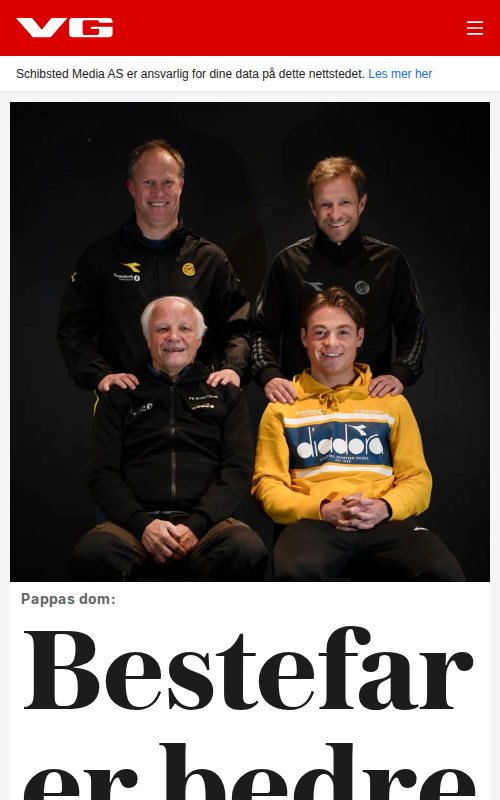 VG
Schibsted Media AS er ansvarlig for dine data på dette nettstedet. Les mer her
diadora
Pappas dom:
Bestefar
er bedre